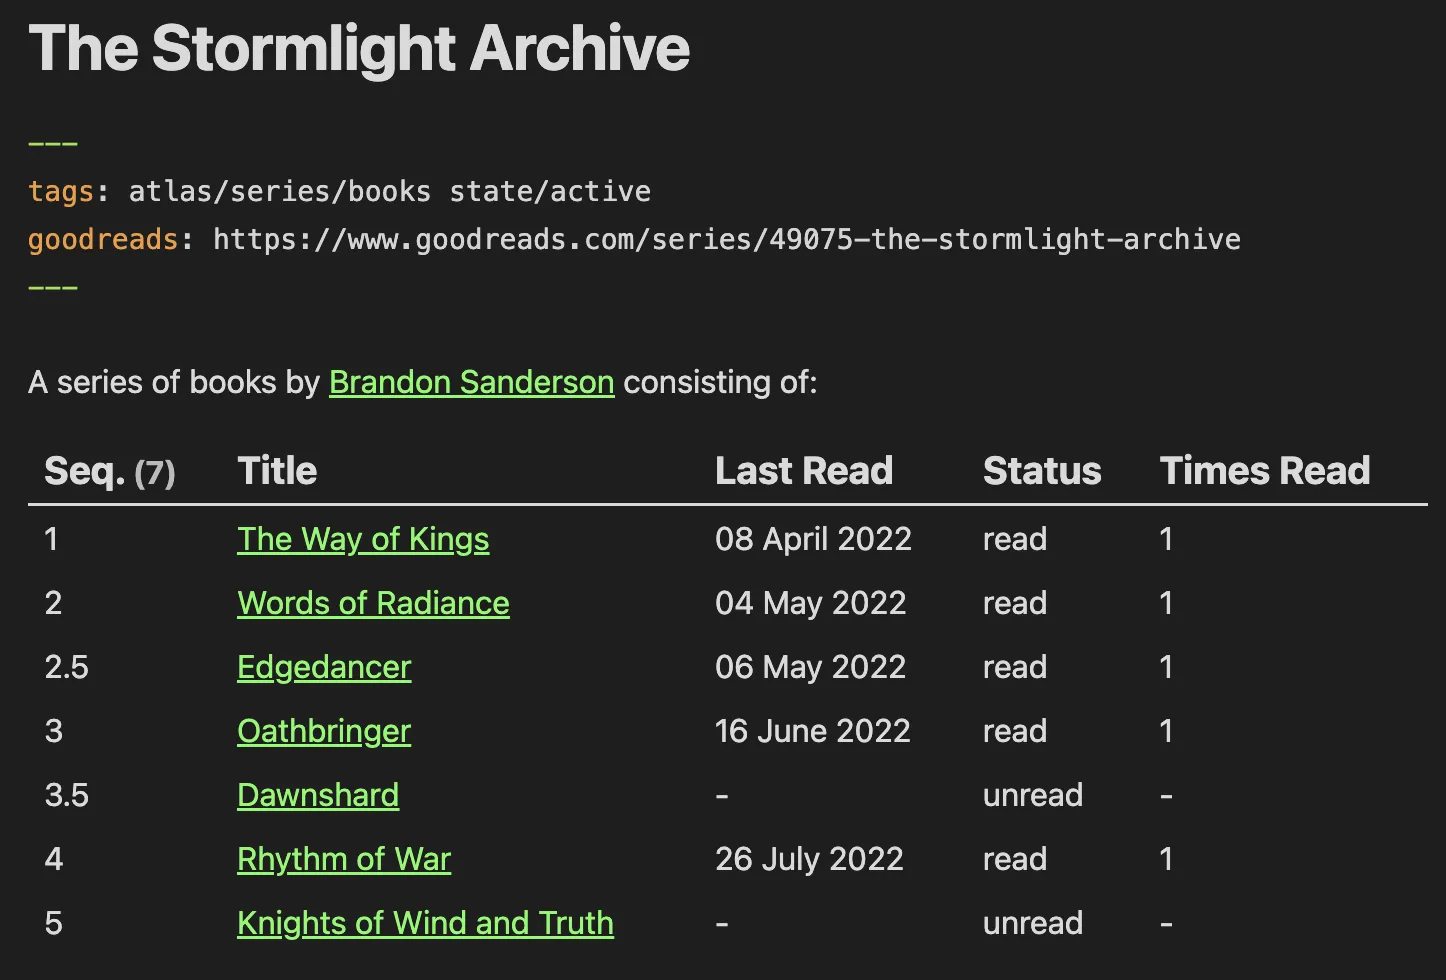 The Stormlight Archive
---
tags: atlas/series/books state/active
goodreads: https://www.goodreads.com/series/49075-the-stormlight-archive
---
A series of books by Brandon Sanderson consisting of:
Seq. (7) Title Last Read Status Times Read
1 The Way of Kings 08 April 2022 read 1
2 Words of Radiance 04 May 2022 read 1
2.5 Edgedancer 06 May 2022 read 1
3 Oathbringer 16 June 2022 read 1
3.5 Dawnshard - unread -
4 Rhythm of War 26 July 2022 read 1
5 Knights of Wind and Truth - unread -